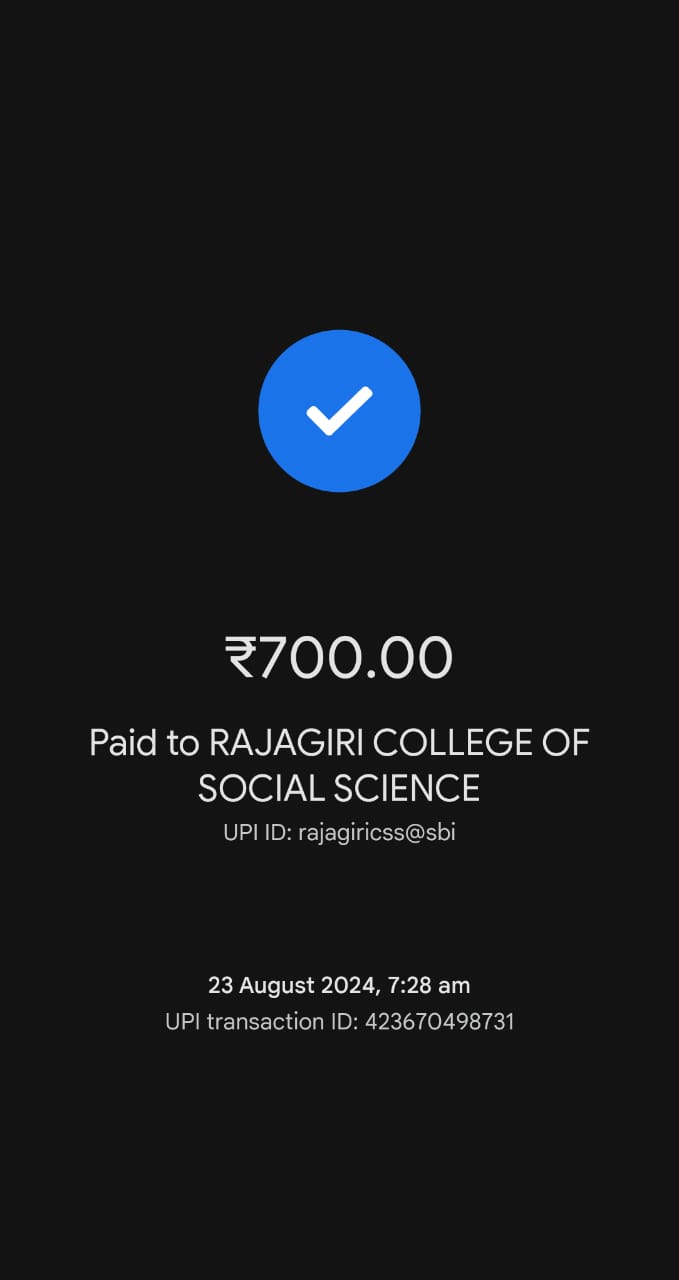 ₹700.00
Paid to RAJAGIRI COLLEGE OF
SOCIAL SCIENCE
UPI ID: rajagiricss@sbi
23 August 2024, 7:28 am
UPI transaction ID: 423670498731